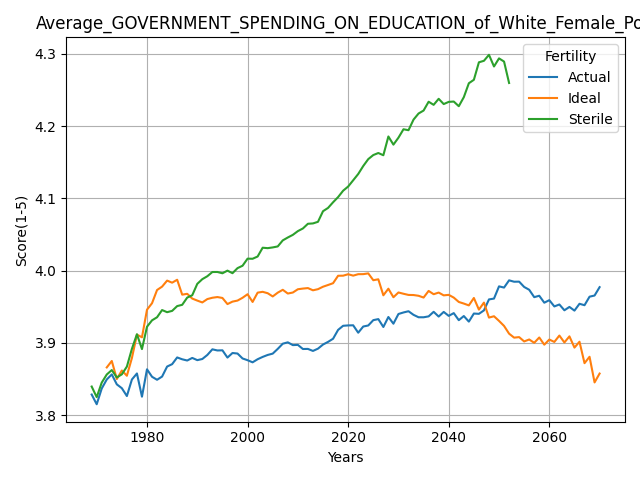 Average_GOVERNMENT_SPENDING_ON_EDUCATION_of_White_Female_Po
Score(1-5)
4.3
4.2
4.1
4.0
3.9
3.8
Fertility
Actual
Ideal
Sterile
1980 2000 2020 2040 2060
Years